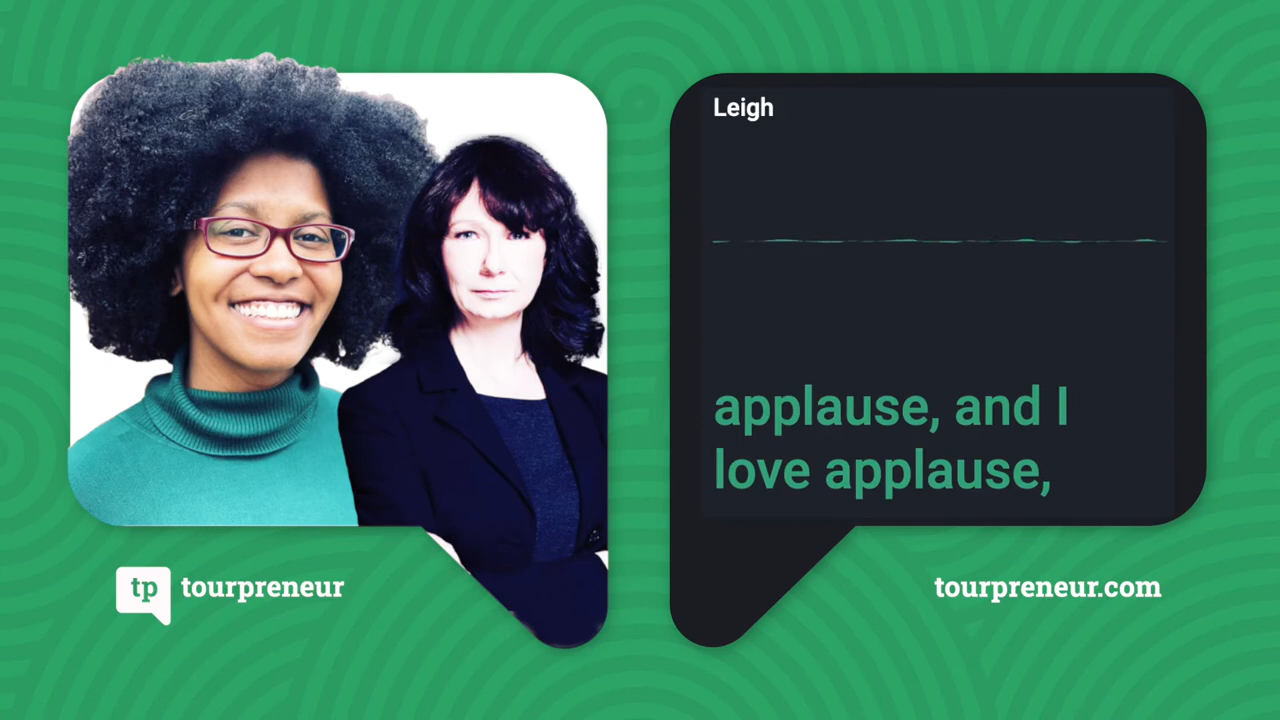 Leigh
applause, and I
love applause,
tp tourpreneur
tourpreneur.com